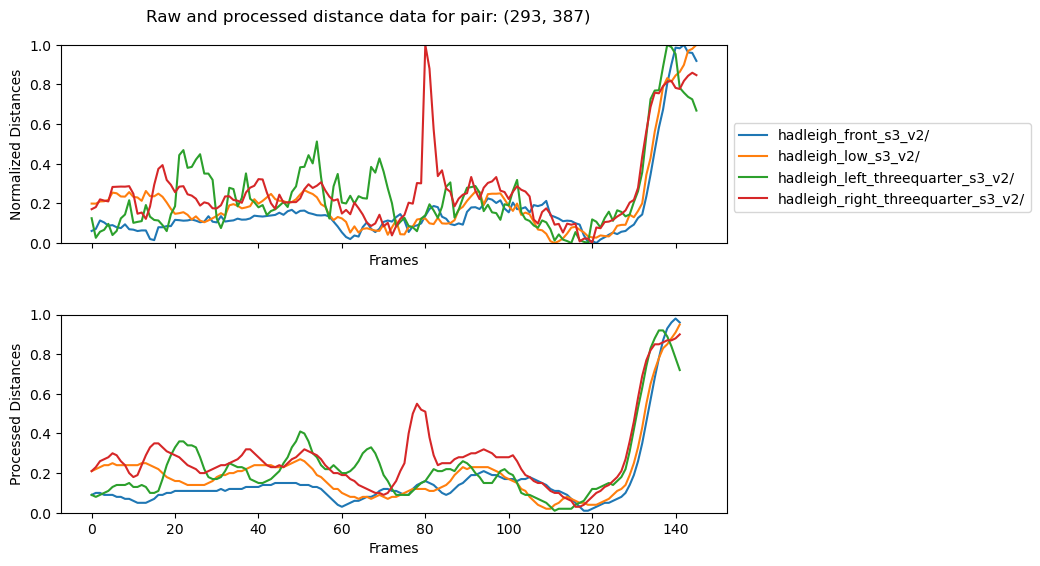 Raw and processed distance data for pair: (293, 387)
1.0
0.8
0.6
0.4
0.2
0.0
Normalized Distances
Frames
hadleigh_front_s3_v2/
hadleigh_low_s3_v2/
hadleigh_left_threequarter_s3_v2/
hadleigh_right_threequarter_s3_v2/
1.0
0.8
0.6
0.4
0.2
0.0
Processed Distances
0 20 40 60 80 100 120 140
Frames